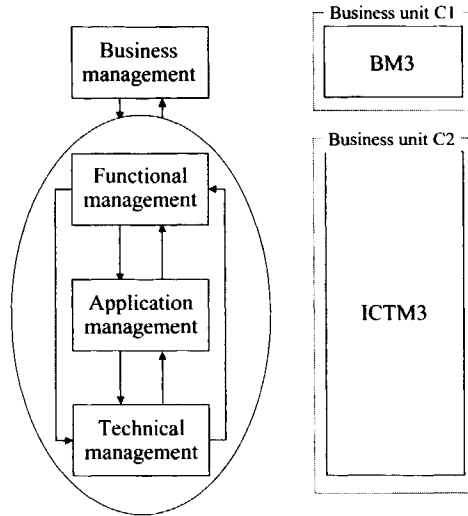 Business
management
Functional
management
Application
management
Technical
management
Business unit C1
BM3
Business unit C2
ICTM3